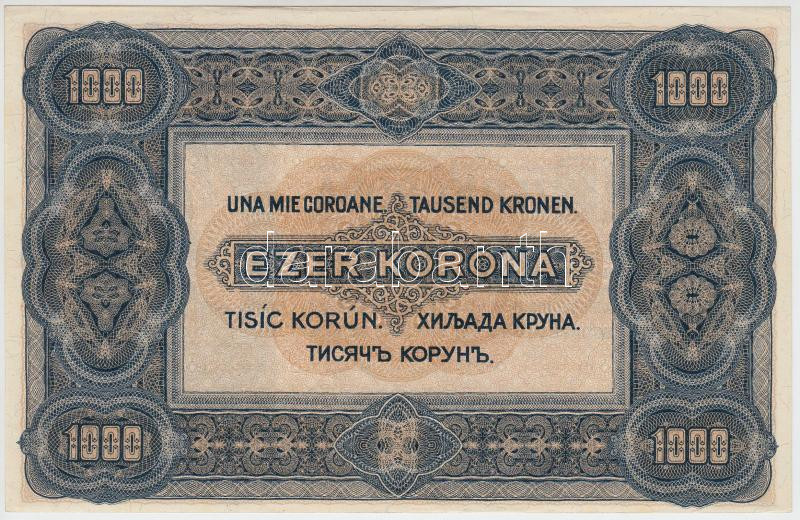 1000 1000
UNA MIE COROANE. TAUSEND KRONEN.
EZER KORONA
TISÍC KORÚN. ХИЉАДА КРУНА.
ТИСЯЧЪ КОРУНЪ.
1000 1000